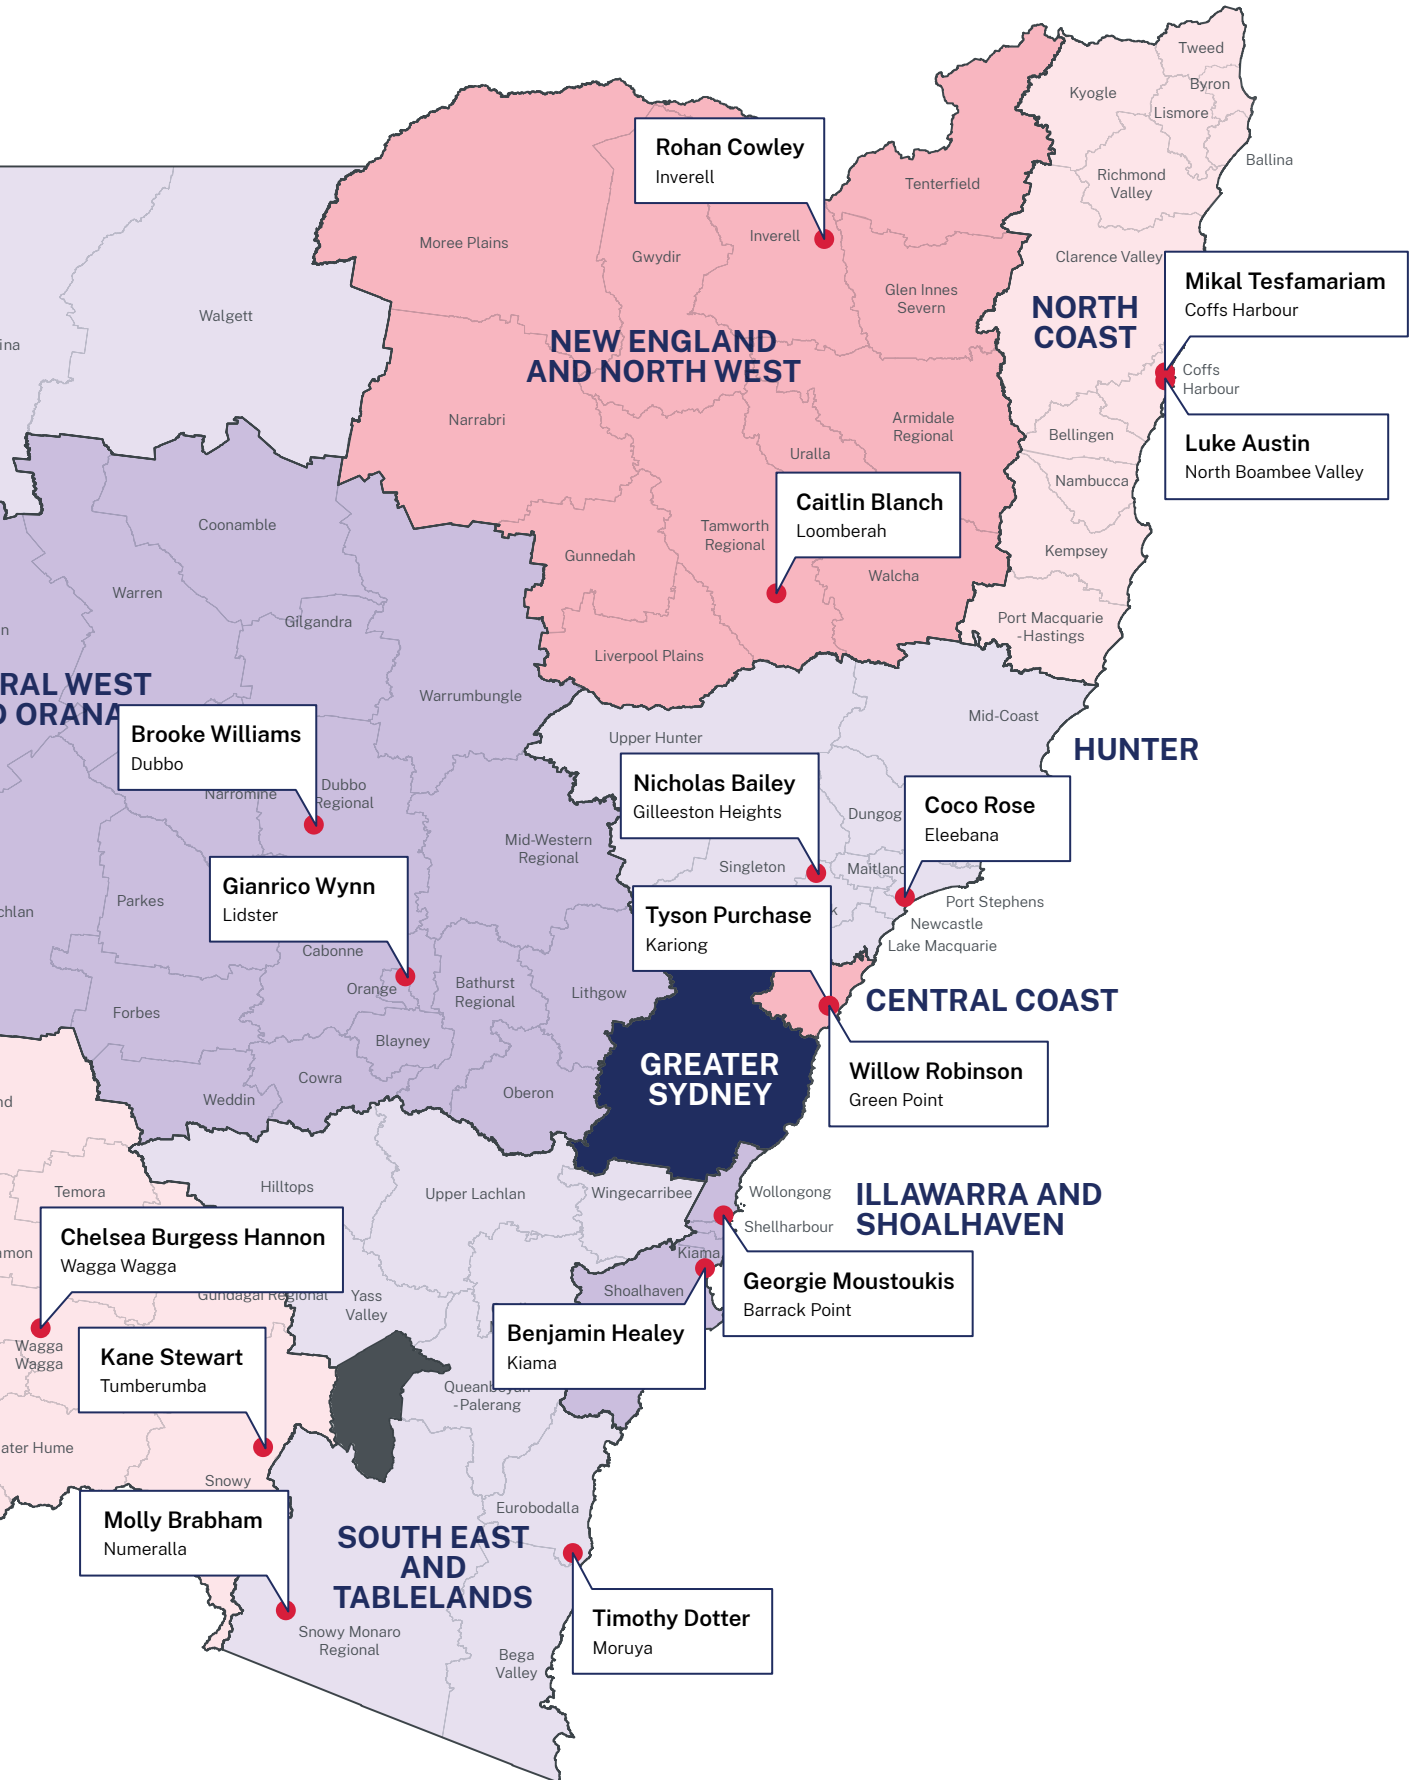 Tweed
Byron
Kyogle
Lismore
Ballina
Richmond
Valley
Rohan Cowley
Inverell
Tenterfield
Moree Plains
Gwydir
Inverell
Clarence Valley
Glen Innes
Severn
Mikal Tesfamariam
Coffs Harbour
NORTH
COAST
Walgett
ina
NEW ENGLAND
AND NORTH WEST
Coffs
Harbour
Narrabri
Armidale
Regional
Uralla
Bellingen
Luke Austin
North Boambee Valley
Nambucca
Caitlin Blanch
Loomberah
Coonamble
Tamworth
Regional
Gunnedah
Kempsey
Walcha
Warren
Gilgandra
n
Port Macquarie
-Hastings
Liverpool Plains
RAL WEST
D ORANA
Warrumbungle
Mid-Coast
Upper Hunter
HUNTER
Brooke Williams
Dubbo
Narromine
Dubbo
Regional
Nicholas Bailey
Gilleeston Heights
Coco Rose
Eleebana
Dungog
Mid-Western
Regional
Singleton
Maitland
Gianrico Wynn
Lidster
Parkes
chlan
Port Stephens
Newcastle
Lake Macquarie
Tyson Purchase
Kariong
k
Cabonne
Orange
Bathurst
Regional
Lithgow
CENTRAL COAST
Forbes
Blayney
Cowra
Weddin
Oberon
GREATER
SYDNEY
Willow Robinson
Green Point
nd
Temora
Hilltops
Upper Lachlan
Wingecarribee
Wollongong
Shellharbour
ILLAWARRA AND
SHOALHAVEN
Chelsea Burgess Hannon
Wagga Wagga
amon
Kiama
Gundagai Regional
Yass
Valley
Shoalhaven
Georgie Moustoukis
Barrack Point
Benjamin Healey
Kiama
Wagga
Wagga
Kane Stewart
Tumberumba
Queanbeyan
-Palerang
ater Hume
Snowy
Molly Brabham
Numeralla
Eurobodalla
SOUTH EAST
AND
TABLELANDS
Timothy Dotter
Moruya
Snowy Monaro
Regional
Bega
Valley